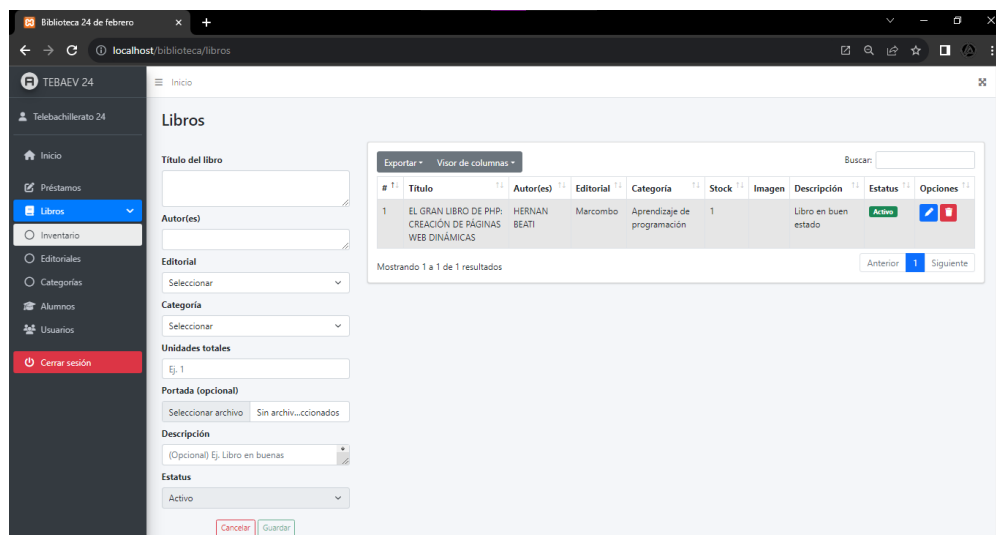 Biblioteca 24 de febrero
localhost/biblioteca/libros
TEBAEV 24
Inicio
Telebachillerato 24
Libros
Inicio
Préstamos
Libros
Inventario
Editoriales
Categorías
Alumnos
Usuarios
Cerrar sesión
Título del libro
Autor(es)
Editorial
Seleccionar
Categoría
Seleccionar
Unidades totales
Ej. 1
Portada (opcional)
Seleccionar archivo Sin archiv...ccionados
Descripción
(Opcional) Ej. Libro en buenas
Estatus
Activo
Cancelar Guardar
Exportar Visor de columnas
Buscar:
# Título Autor(es) Editorial Categoría Stock Imagen Descripción Estatus Opciones
1 EL GRAN LIBRO DE PHP: HERNAN Marcombo Aprendizaje de 1 Libro en buen Activo
CREACIÓN DE PÁGINAS BEATI programación estado
WEB DINÁMICAS
Mostrando 1 a 1 de 1 resultados
Anterior 1 Siguiente